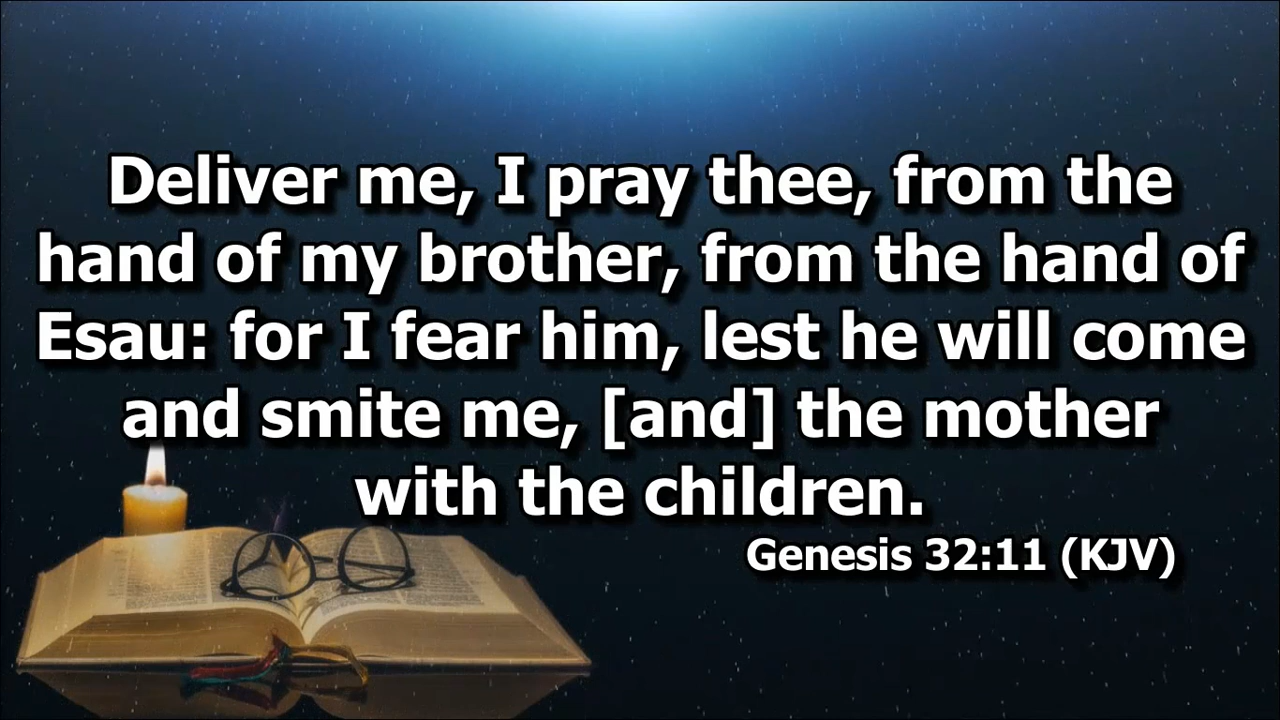 Deliver me, I pray thee, from the
hand of my brother, from the hand of
Esau: for I fear him, lest he will come
and smite me, [and] the mother
with the children.
Genesis 32:11 (KJV)